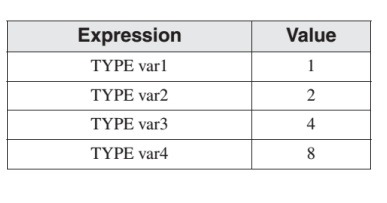 Expression Value
TYPE var1 1
TYPE var2 2
TYPE var3 4
TYPE var4 8